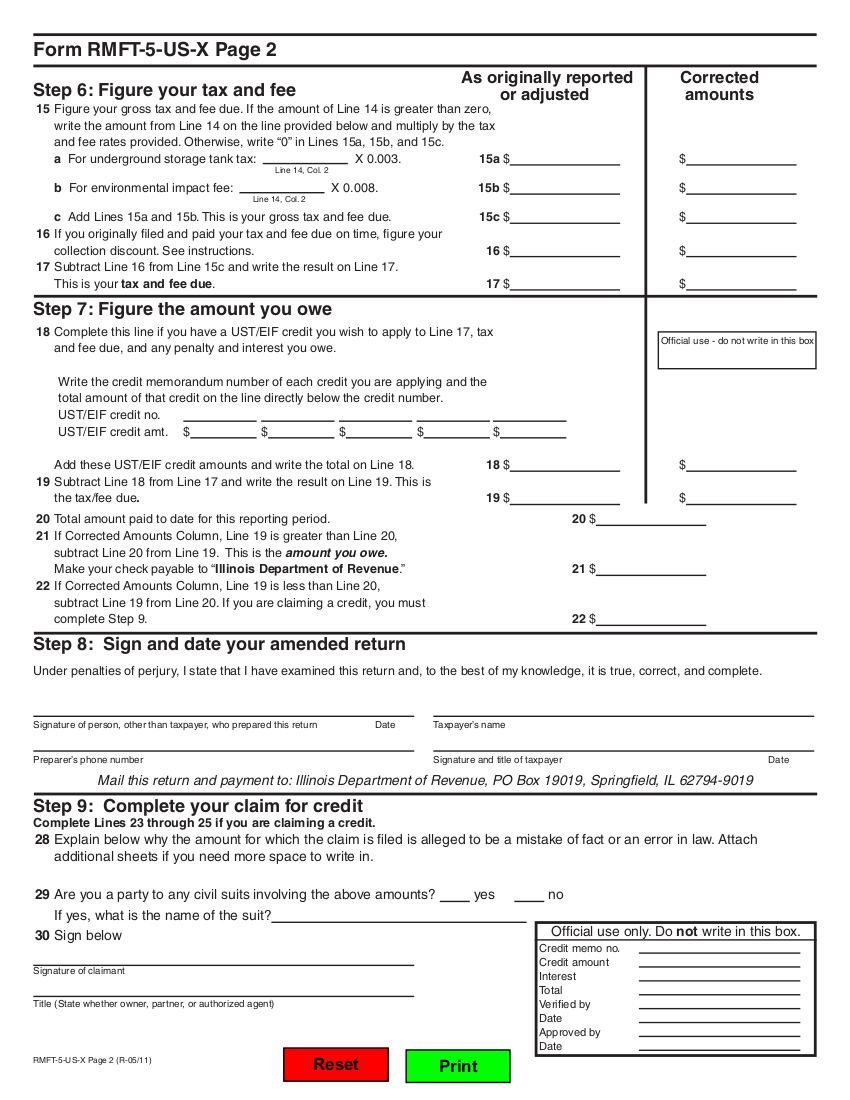 Form RMFT-5-US-X Page 2
Step 6: Figure your tax and fee
As originally reported
or adjusted
Corrected
amounts
15 Figure your gross tax and fee due. If the amount of Line 14 is greater than zero,
write the amount from Line 14 on the line provided below and multiply by the tax
and fee rates provided. Otherwise, write “0” in Lines 15a, 15b, and 15c.
a For underground storage tank tax: ________ X 0.003. 15a $________ $________
Line 14, Col. 2
b For environmental impact fee: ________ X 0.008. 15b $________ $________
Line 14, Col. 2
c Add Lines 15a and 15b. This is your gross tax and fee due. 15c $________ $________
16 If you originally filed and paid your tax and fee due on time, figure your
collection discount. See instructions. 16 $________ $________
17 Subtract Line 16 from Line 15c and write the result on Line 17.
This is your tax and fee due. 17 $________ $________
Step 7: Figure the amount you owe
18 Complete this line if you have a UST/EIF credit you wish to apply to Line 17, tax
and fee due, and any penalty and interest you owe.
Official use - do not write in this box
Write the credit memorandum number of each credit you are applying and the
total amount of that credit on the line directly below the credit number.
UST/EIF credit no. ________ ________ ________ ________ ________
UST/EIF credit amt. $________ $________ $________ $________ $________
Add these UST/EIF credit amounts and write the total on Line 18. 18 $________ $________
19 Subtract Line 18 from Line 17 and write the result on Line 19. This is
the tax/fee due. 19 $________ $________
20 Total amount paid to date for this reporting period. 20 $________
21 If Corrected Amounts Column, Line 19 is greater than Line 20,
subtract Line 20 from Line 19. This is the amount you owe.
Make your check payable to “Illinois Department of Revenue.” 21 $________
22 If Corrected Amounts Column, Line 19 is less than Line 20,
subtract Line 19 from Line 20. If you are claiming a credit, you must
complete Step 9. 22 $________
Step 8: Sign and date your amended return
Under penalties of perjury, I state that I have examined this return and, to the best of my knowledge, it is true, correct, and complete.
Signature of person, other than taxpayer, who prepared this return Date Taxpayer’s name
Preparer’s phone number Signature and title of taxpayer Date
Mail this return and payment to: Illinois Department of Revenue, PO Box 19019, Springfield, IL 62794-9019
Step 9: Complete your claim for credit
Complete Lines 23 through 25 if you are claiming a credit.
28 Explain below why the amount for which the claim is filed is alleged to be a mistake of fact or an error in law. Attach
additional sheets if you need more space to write in.
29 Are you a party to any civil suits involving the above amounts? ____ yes ____ no
If yes, what is the name of the suit?________
30 Sign below
Signature of claimant
Title (State whether owner, partner, or authorized agent)
Official use only. Do not write in this box.
Credit memo no. ________
Credit amount ________
Interest ________
Total ________
Verified by ________
Date ________
Approved by ________
Date ________
RMFT-5-US-X Page 2 (R-05/11)
Reset
Print